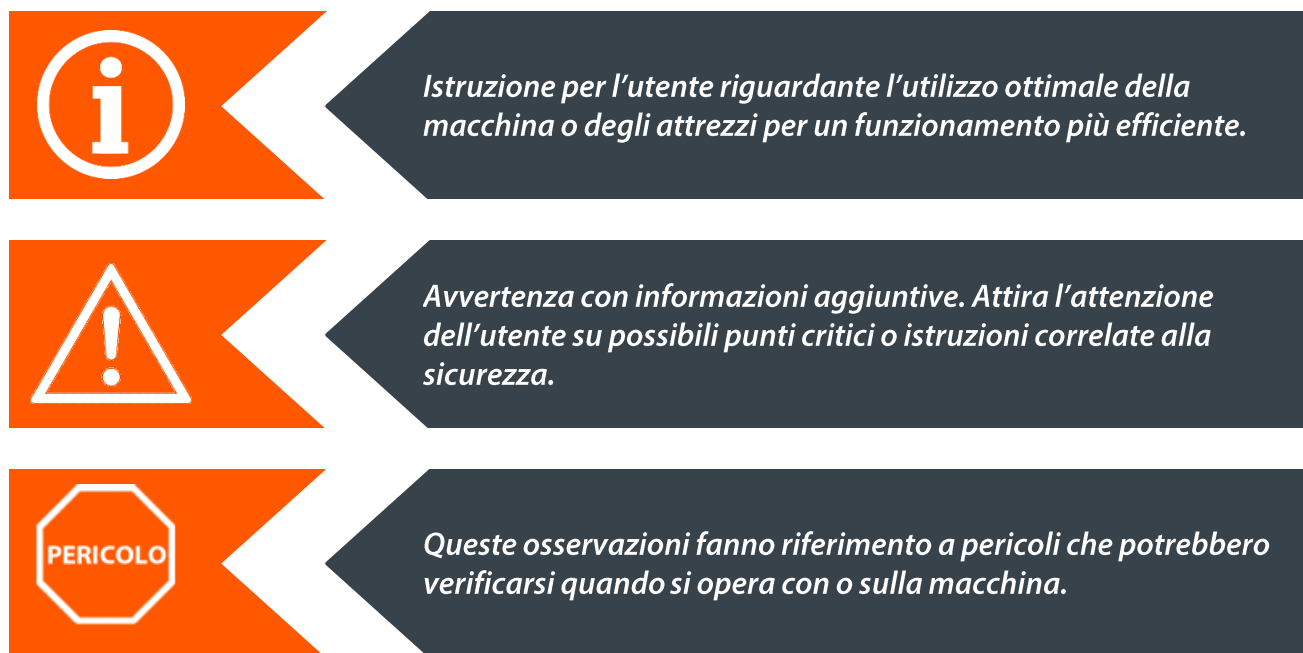 Istruzione per l’utente riguardante l’utilizzo ottimale della
macchina o degli attrezzi per un funzionamento più efficiente.
Avvertenza con informazioni aggiuntive. Attira l’attenzione
dell’utente su possibili punti critici o istruzioni correlate alla
sicurezza.
PERICOLO
Queste osservazioni fanno riferimento a pericoli che potrebbero
verificarsi quando si opera con o sulla macchina.